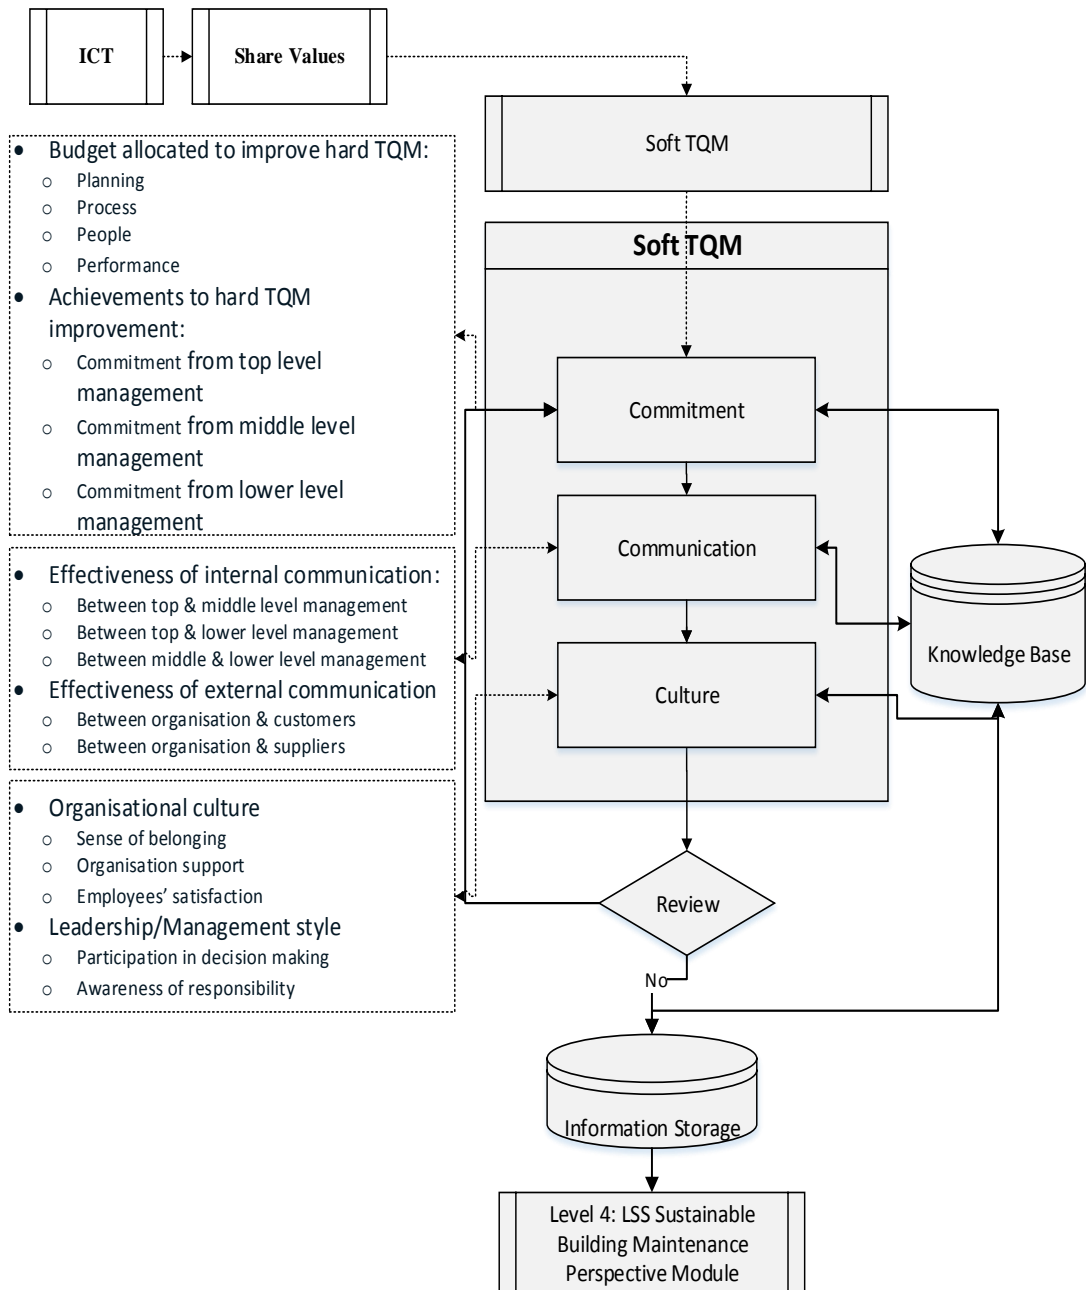 ICT
Share Values
Soft TQM
• Budget allocated to improve hard TQM:
o Planning
o Process
o People
o Performance
• Achievements to hard TQM
improvement:
o Commitment from top level
management
o Commitment from middle level
management
o Commitment from lower level
management
• Effectiveness of internal communication:
o Between top & middle level management
o Between top & lower level management
o Between middle & lower level management
• Effectiveness of external communication
o Between organisation & customers
o Between organisation & suppliers
• Organisational culture
o Sense of belonging
o Organisation support
o Employees’ satisfaction
• Leadership/Management style
o Participation in decision making
o Awareness of responsibility
Soft TQM
Commitment
Communication
Culture
Knowledge Base
Review
No
Information Storage
Level 4: LSS Sustainable
Building Maintenance
Perspective Module